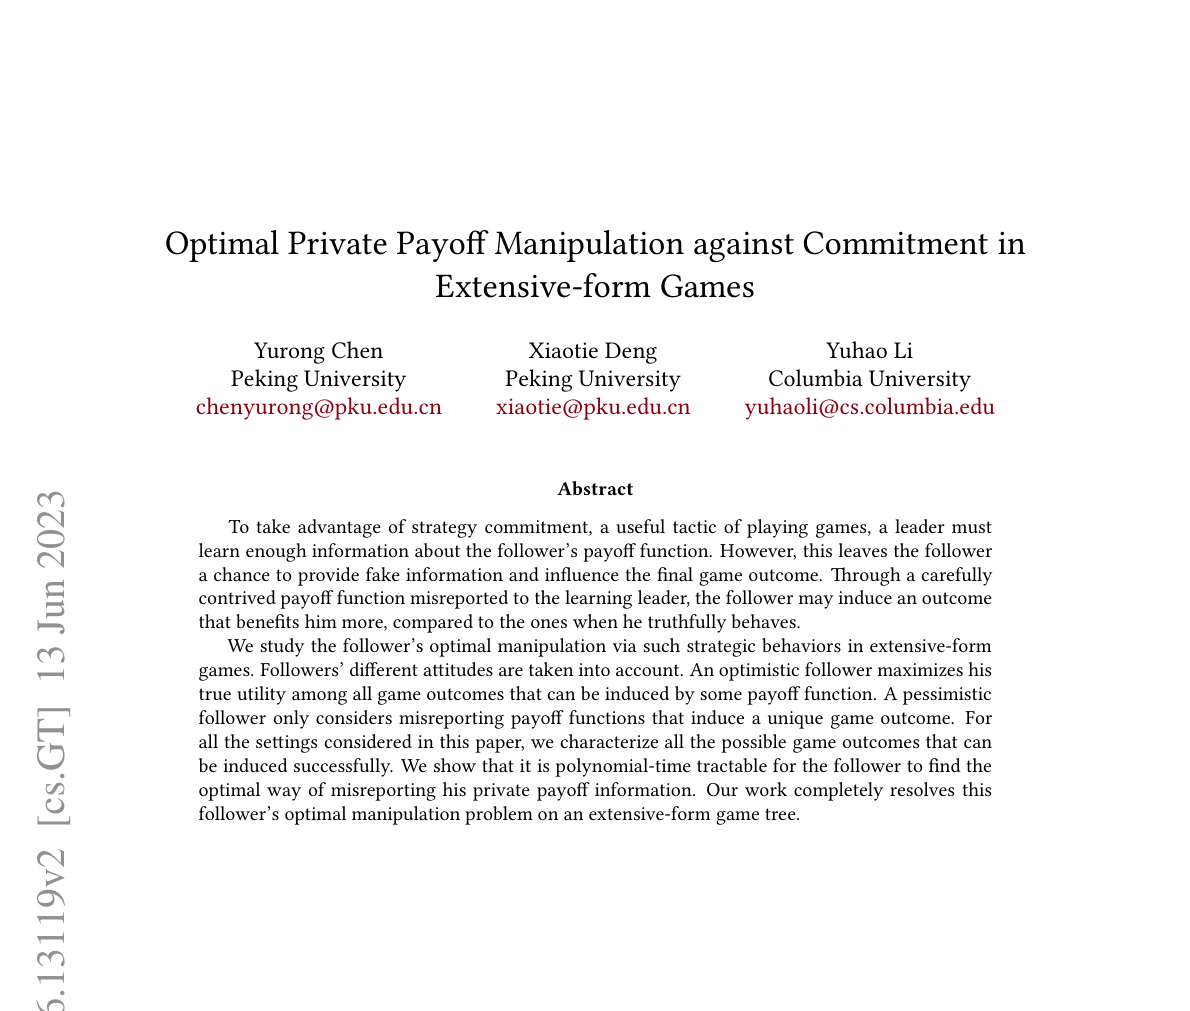 Optimal Private Payoff Manipulation against Commitment in
Extensive-form Games
Yurong Chen
Peking University
chenyurong@pku.edu.cn
Xiaotie Deng
Peking University
xiaotie@pku.edu.cn
Yuhao Li
Columbia University
yuhaoli@cs.columbia.edu
Abstract
To take advantage of strategy commitment, a useful tactic of playing games, a leader must
learn enough information about the follower's payoff function. However, this leaves the follower
a chance to provide fake information and influence the final game outcome. Through a carefully
contrived payoff function misreported to the learning leader, the follower may induce an outcome
that benefits him more, compared to the ones when he truthfully behaves.
We study the follower's optimal manipulation via such strategic behaviors in extensive-form
games. Followers' different attitudes are taken into account. An optimistic follower maximizes his
true utility among all game outcomes that can be induced by some payoff function. A pessimistic
follower only considers misreporting payoff functions that induce a unique game outcome. For
all the settings considered in this paper, we characterize all the possible game outcomes that can
be induced successfully. We show that it is polynomial-time tractable for the follower to find the
optimal way of misreporting his private payoff information. Our work completely resolves this
follower's optimal manipulation problem on an extensive-form game tree.
6.13119v2 [cs.GT] 13 Jun 2023